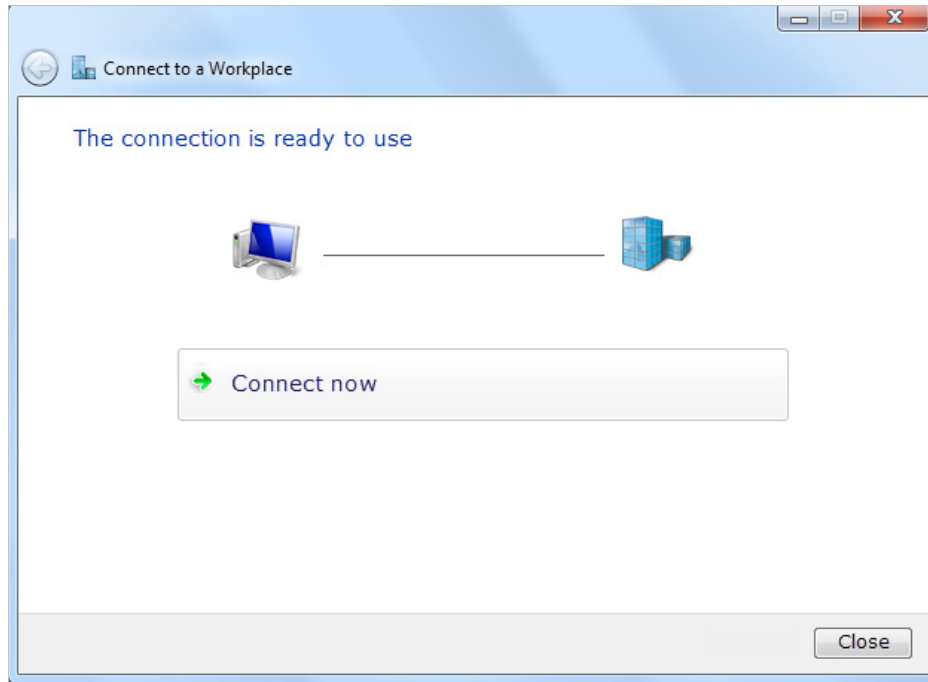 Connect to a Workplace
The connection is ready to use
Connect now
Close